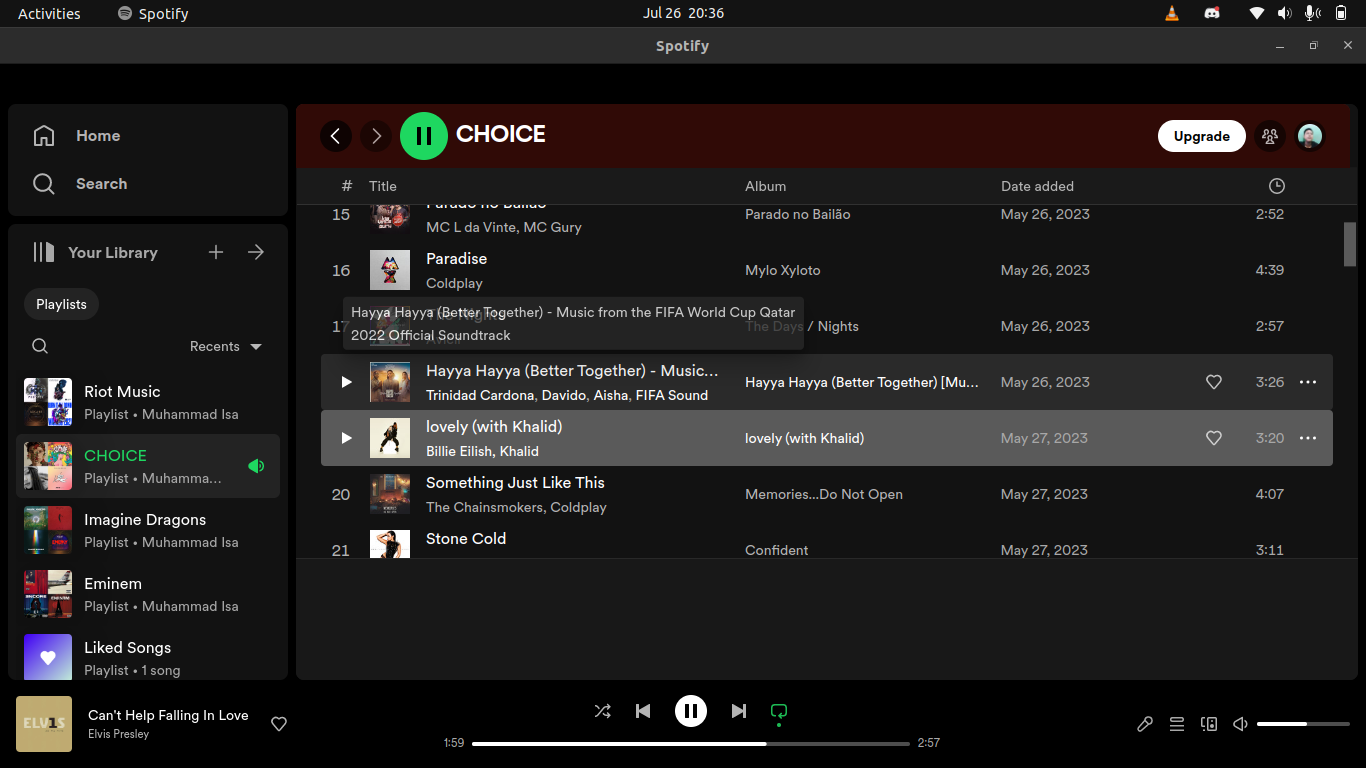 Activities
Spotify
Jul 26 20:36
Spotify
Home
Search
Your Library
Playlists
Recents
Riot Music
Playlist • Muhammad Isa
CHOICE
Playlist • Muhamma...
Imagine Dragons
Playlist • Muhammad Isa
Eminem
Playlist • Muhammad Isa
Liked Songs
Playlist • 1 song
CHOICE
Upgrade
# Title Album Date added
15 Parado no Bailão Parado no Bailão May 26, 2023 2:52
MC L da Vinte, MC Gury
16 Paradise Mylo Xyloto May 26, 2023 4:39
Coldplay
Hayya Hayya (Better Together) - Music from the FIFA World Cup Qatar
2022 Official Soundtrack
17 The Days / Nights May 26, 2023 2:57
Hayya Hayya (Better Together) - Music...
Trinidad Cardona, Davido, Aisha, FIFA Sound
Hayya Hayya (Better Together) [Mu... May 26, 2023 3:26
lovely (with Khalid)
Billie Eilish, Khalid
lovely (with Khalid) May 27, 2023 3:20
20 Something Just Like This Memories...Do Not Open May 27, 2023 4:07
The Chainsmokers, Coldplay
21 Stone Cold Confident May 27, 2023 3:11
ELV1S
Can't Help Falling In Love
Elvis Presley
1:59
2:57